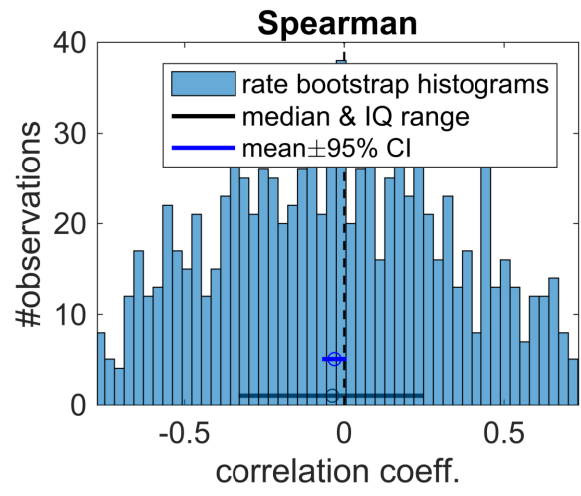 Spearman
40
30
20
10
0
#observations
rate bootstrap histograms
median & IQ range
mean±95% CI
-0.5 0 0.5
correlation coeff.